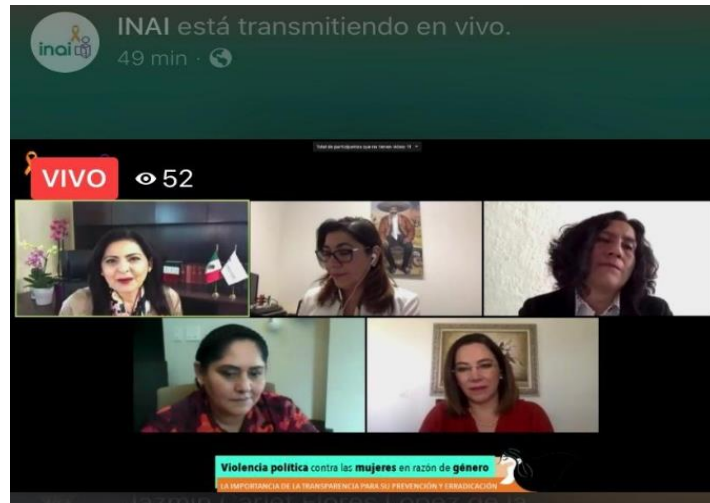 INAI está transmitiendo en vivo.
inai
49 min ·
VIVO
52
Violencia política contra las mujeres en razón de género
LA IMPORTANCIA DE LA TRANSPARENCIA PARA SU PREVENCIÓN Y ERRADICACIÓN